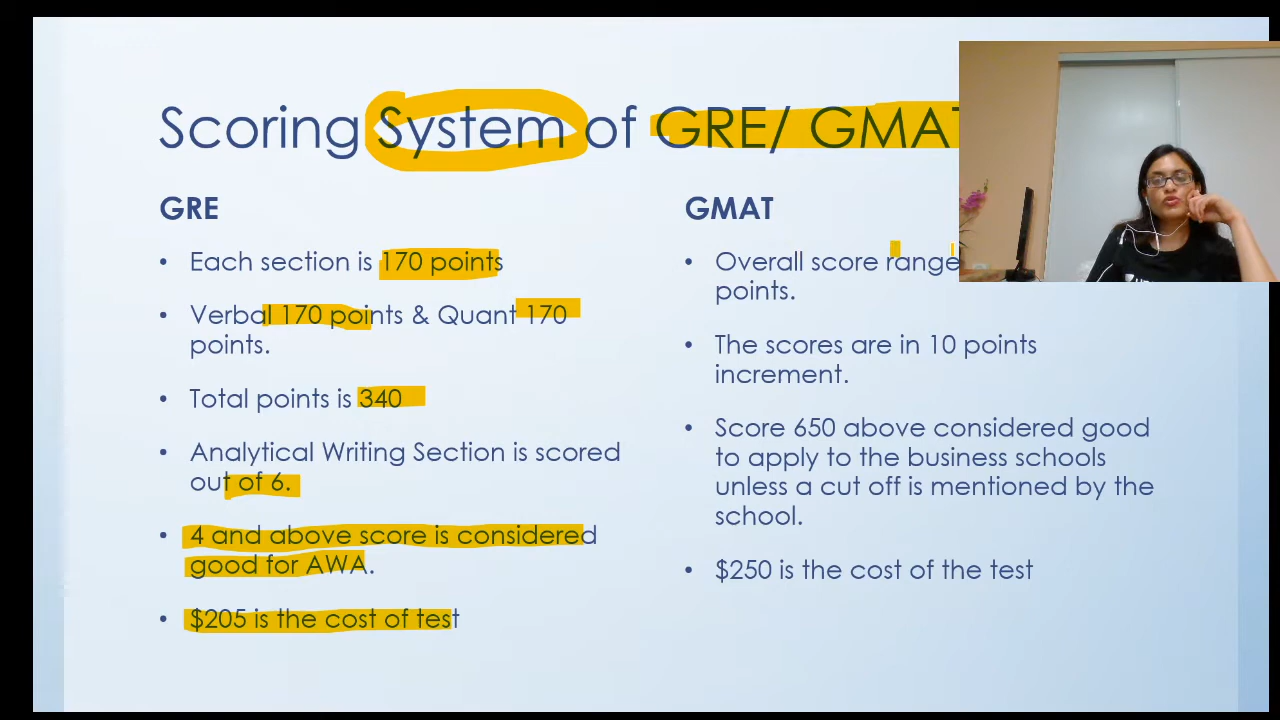 Scoring System of GRE/ GMAT
GRE
• Each section is 170 points
• Verbal 170 points & Quant 170
points.
• Total points is 340
• Analytical Writing Section is scored
out of 6.
• 4 and above score is considered
good for AWA.
• $205 is the cost of test
GMAT
• Overall score range
points.
• The scores are in 10 points
increment.
• Score 650 above considered good
to apply to the business schools
unless a cut off is mentioned by the
school.
• $250 is the cost of the test